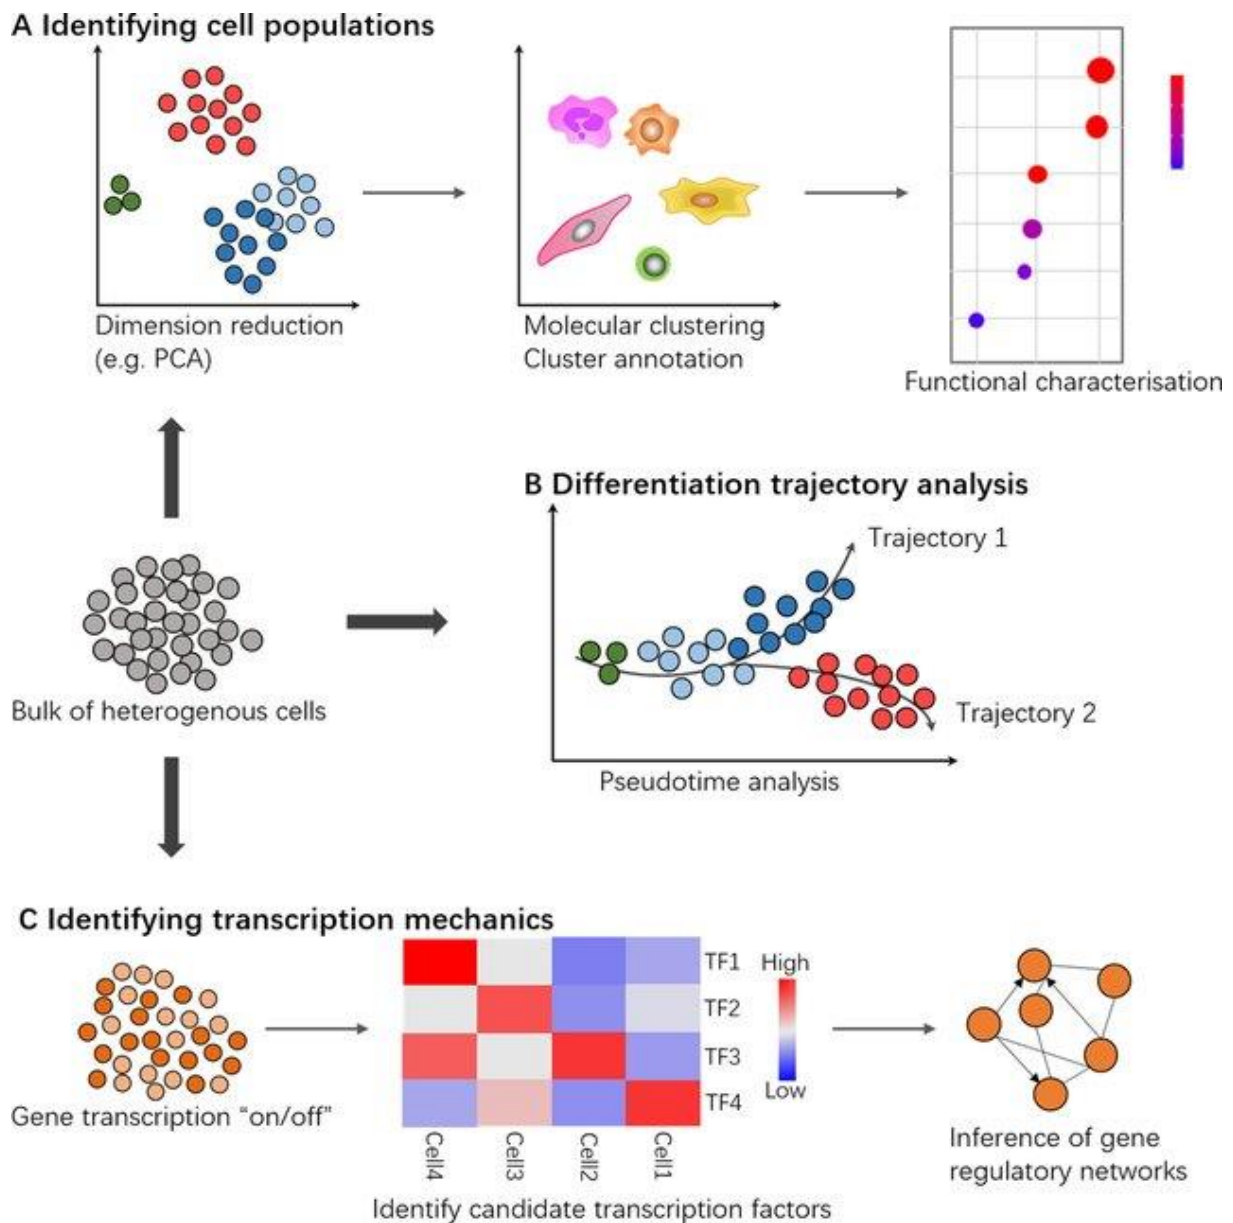 A Identifying cell populations
Dimension reduction
(e.g. PCA)
Molecular clustering
Cluster annotation
Functional characterisation
B Differentiation trajectory analysis
Trajectory 1
Trajectory 2
Pseudotime analysis
Bulk of heterogenous cells
C Identifying transcription mechanics
TF1
TF2
TF3
TF4
High
Low
Gene transcription “on/off”
Cell4
Cell3
Cell2
Cell1
Identify candidate transcription factors
Inference of gene
regulatory networks